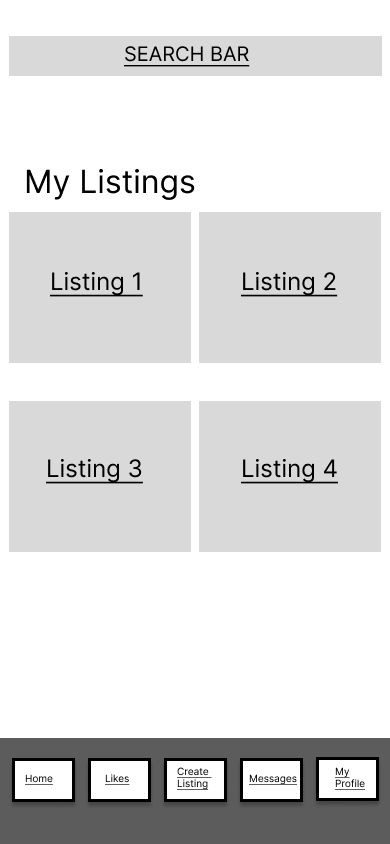 SEARCH BAR
My Listings
Listing 1
Listing 2
Listing 3
Listing 4
Home
Likes
Create
Listing
Messages
My
Profile